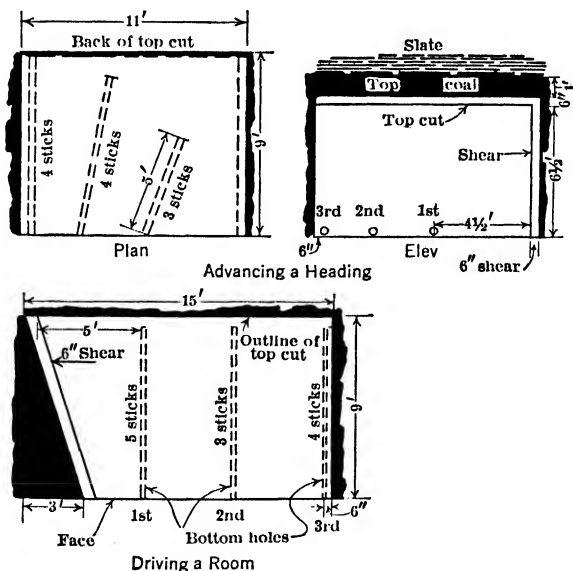 11'
Back of top cut
4 sticks
4 sticks
5'
3 sticks
9'
Plan
Slate
Top coal
Top cut
6" 1'
Shear
6½'
3rd 2nd 1st
4½'
6"
Elev
6" shear
Advancing a Heading
15'
5'
6" Shear
Outline of top cut
5 sticks
3 sticks
4 sticks
9'
3'
Face
1st
2nd
3rd
6"
Bottom holes
Driving a Room